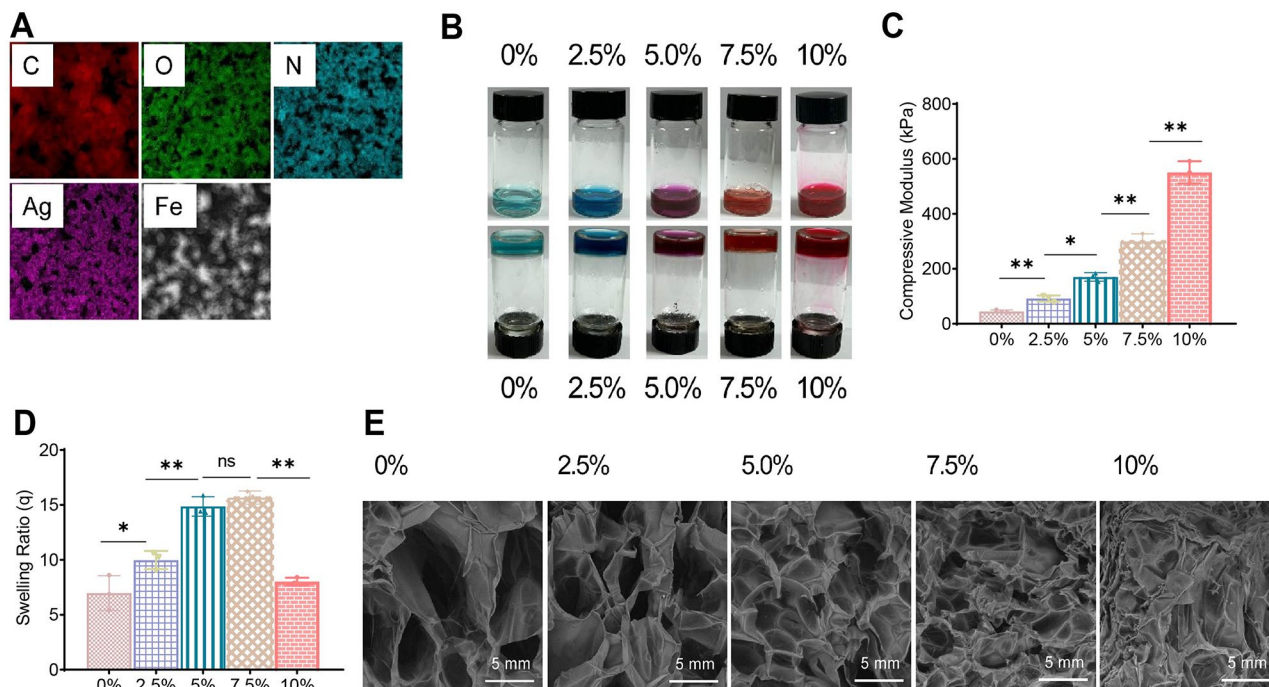 A
C
O
N
Ag
Fe
B
0% 2.5% 5.0% 7.5% 10%
0% 2.5% 5.0% 7.5% 10%
C
Compressive Modulus (kPa)
800
600
400
200
0
** * ** **
0% 2.5% 5% 7.5% 10%
D
Swelling Ratio (q)
20
15
10
5
0
* ** ns **
0% 2.5% 5% 7.5% 10%
E
0% 2.5% 5.0% 7.5% 10%
5 mm 5 mm 5 mm 5 mm 5 mm